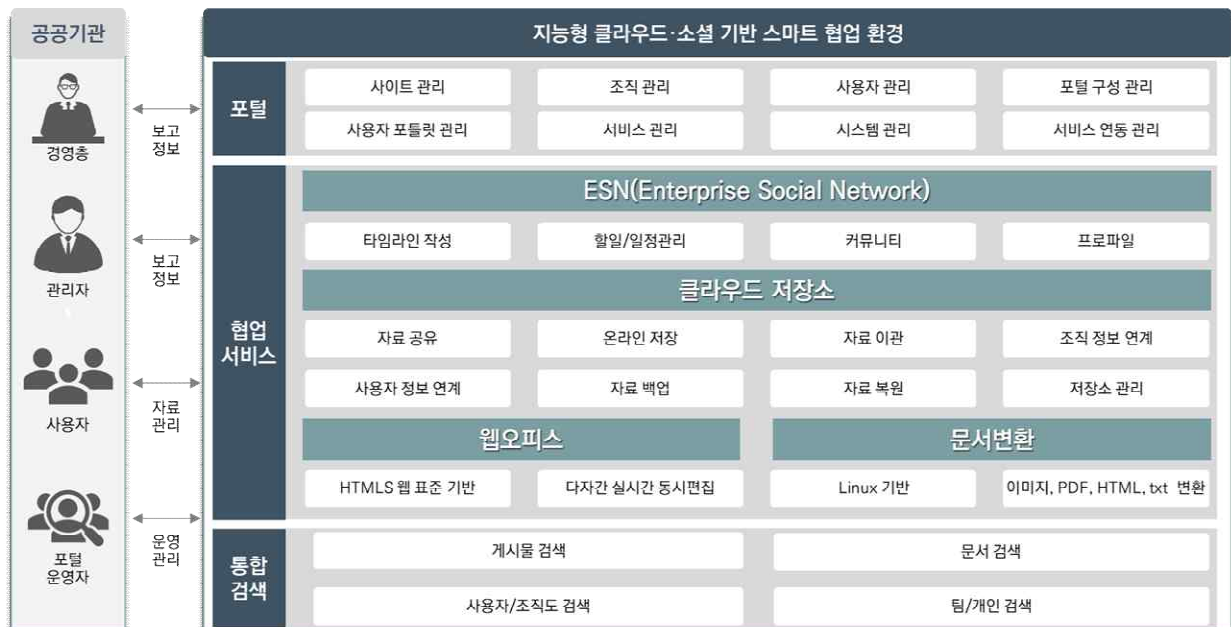 공공기관
경영층
관리자
사용자
포털
운영자
보고
정보
보고
정보
자료
관리
운영
관리
지능형 클라우드·소셜 기반 스마트 협업 환경
포털
사이트 관리
조직 관리
사용자 관리
포털 구성 관리
사용자 포틀릿 관리
서비스 관리
시스템 관리
서비스 연동 관리
협업
서비스
ESN(Enterprise Social Network)
타임라인 작성
할일/일정관리
커뮤니티
프로파일
클라우드 저장소
자료 공유
온라인 저장
자료 이관
조직 정보 연계
사용자 정보 연계
자료 백업
자료 복원
저장소 관리
웹오피스
문서변환
HTMLS 웹 표준 기반
다자간 실시간 동시편집
Linux 기반
이미지, PDF, HTML, txt 변환
통합
검색
게시물 검색
문서 검색
사용자/조직도 검색
팀/개인 검색